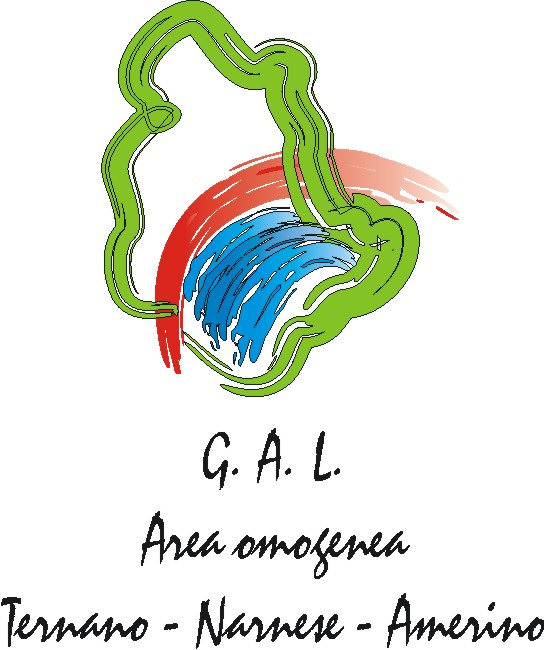 G. A. L.
Area omogenea
Ternano - Narnese - Amerino